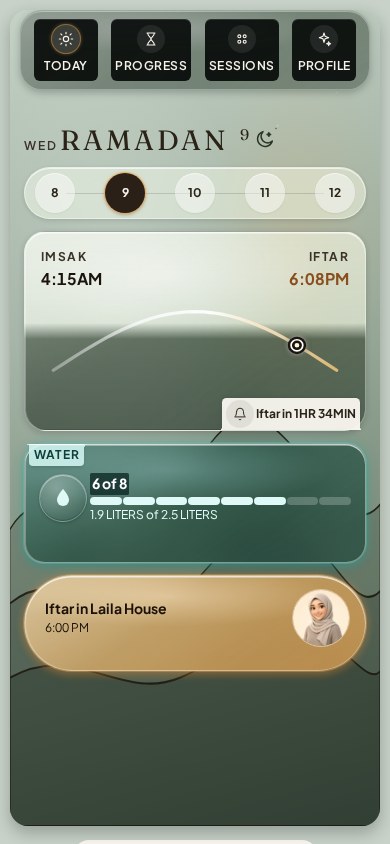 TODAY PROGRESS SESSIONS PROFILE
WED RAMADAN 9
8 9 10 11 12
IMSAK IFTAR
4:15AM 6:08PM
Iftar in 1HR 34MIN
WATER
6 of 8
1.9 LITERS of 2.5 LITERS
Iftar in Laila House
6:00 PM